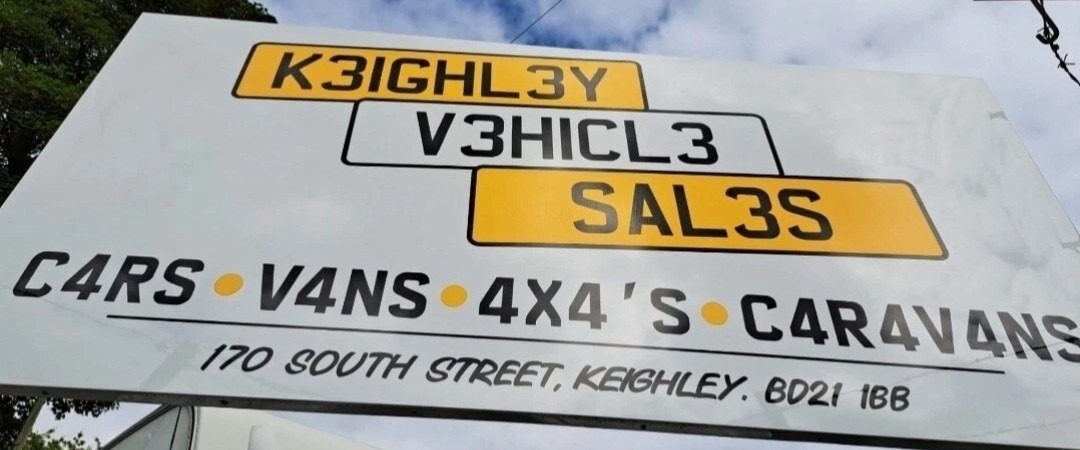 K3IGHL3Y
V3HICL3
SAL3S
C4RS • V4NS • 4X4'S • C4R4V4NS
170 SOUTH STREET, KEIGHLEY. BD21 1BB